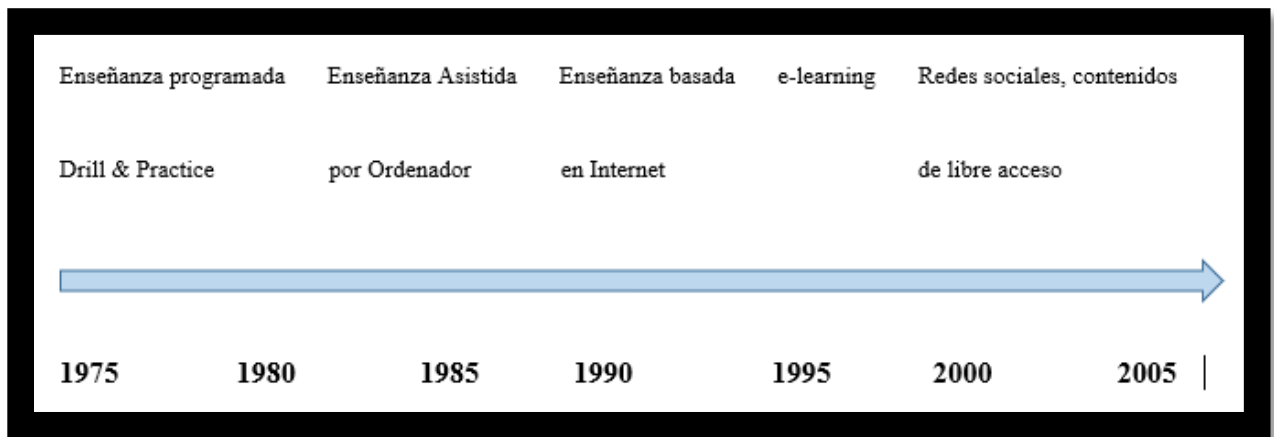 Enseñanza programada Enseñanza Asistida Enseñanza basada e-learning Redes sociales, contenidos
Drill & Practice por Ordenador en Internet de libre acceso
1975 1980 1985 1990 1995 2000 2005